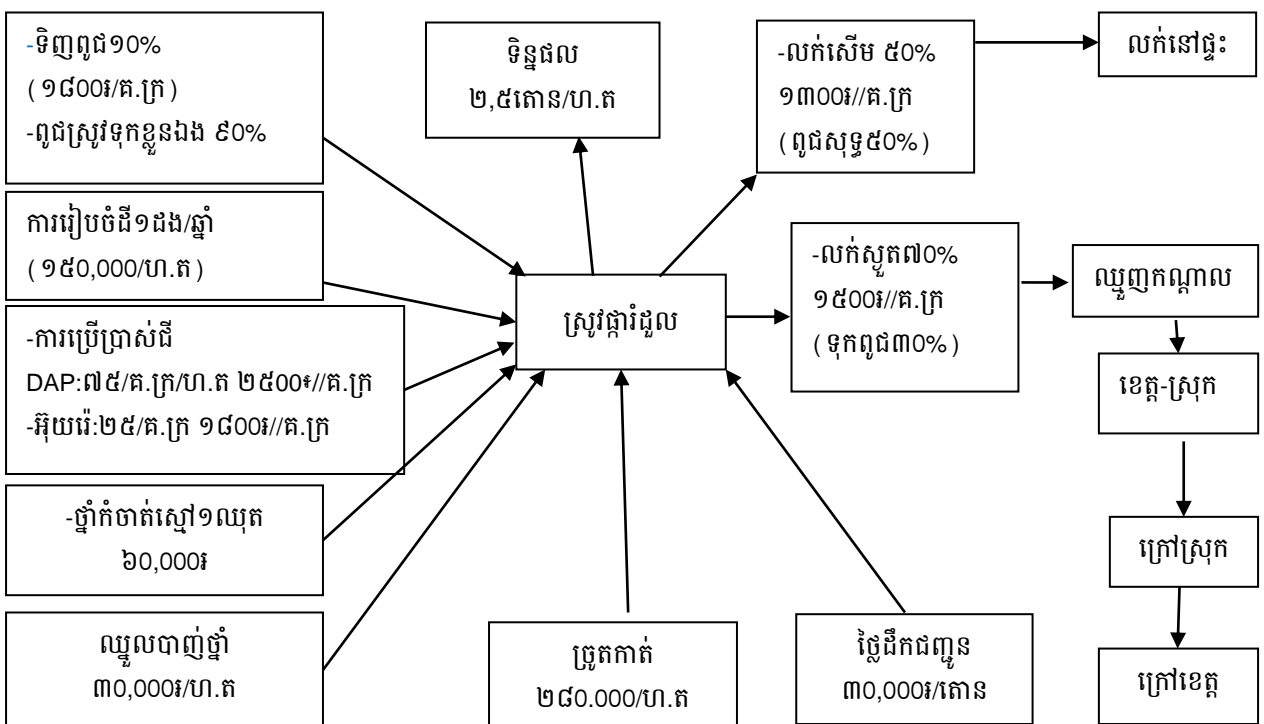 -ទិញពូជ១០%
(១៨០០៛/គ.ក្រ)
-ពូជស្រូវទុកខ្លួនឯង ៩០%
ទិន្នផល
២,៥តោន/ហ.ត
-លក់សើម ៥០%
១៣០០៛//គ.ក្រ
(ពូជសុទ្ធ៥០%)
លក់នៅផ្ទះ
ការរៀបចំដី១ដង/ឆ្នាំ
(១៥០,០០០/ហ.ត)
-លក់ស្ងួត៧០%
១៥០០៛//គ.ក្រ
(ទុកពូជ៣០%)
ឈ្មួញកណ្តាល
ស្រូវផ្ការំដួល
-ការប្រើប្រាស់ជី
DAP:៧៥/គ.ក្រ/ហ.ត ២៥០០៛//គ.ក្រ
-អ៊ុយរ៉េ:២៥/គ.ក្រ ១៨០០៛//គ.ក្រ
ខេត្ត-ស្រុក
-ថ្នាំកំចាត់ស្មៅ១ឈុត
៦០,០០០៛
ក្រៅស្រុក
ឈ្នួលបាញ់ថ្នាំ
៣០,០០០៛/ហ.ត
ច្រូតកាត់
២៨០.០០០/ហ.ត
ថ្លៃដឹកជញ្ជូន
៣០,០០០៛/តោន
ក្រៅខេត្ត